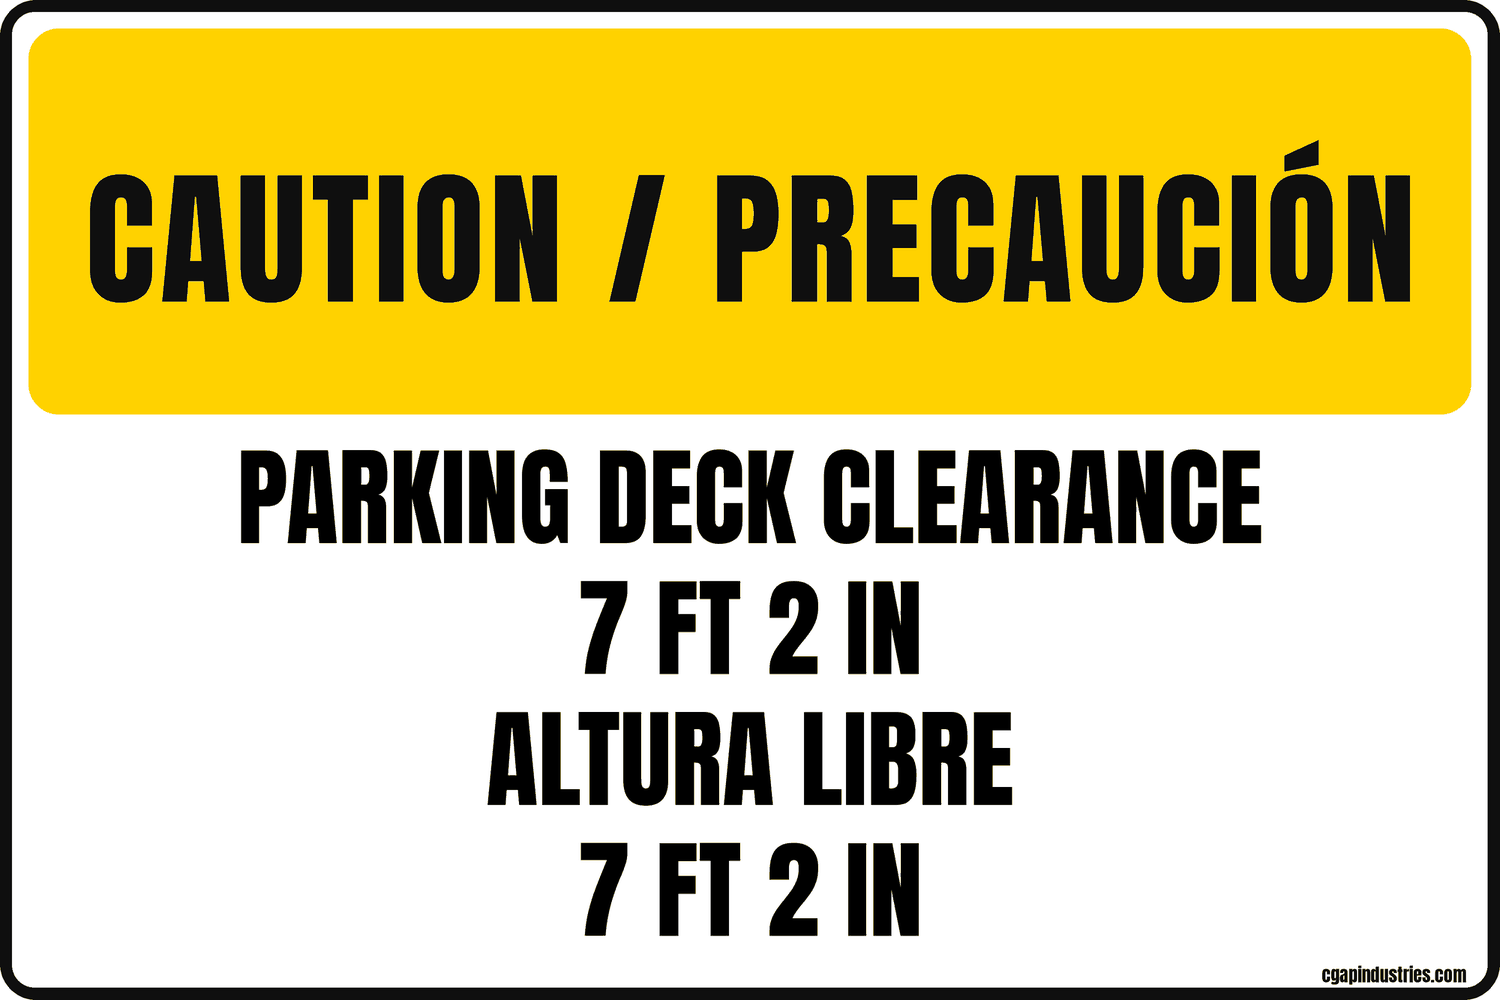 CAUTION / PRECAUCIÓN
PARKING DECK CLEARANCE
7 FT 2 IN
ALTURA LIBRE
7 FT 2 IN
cgapindustries.com